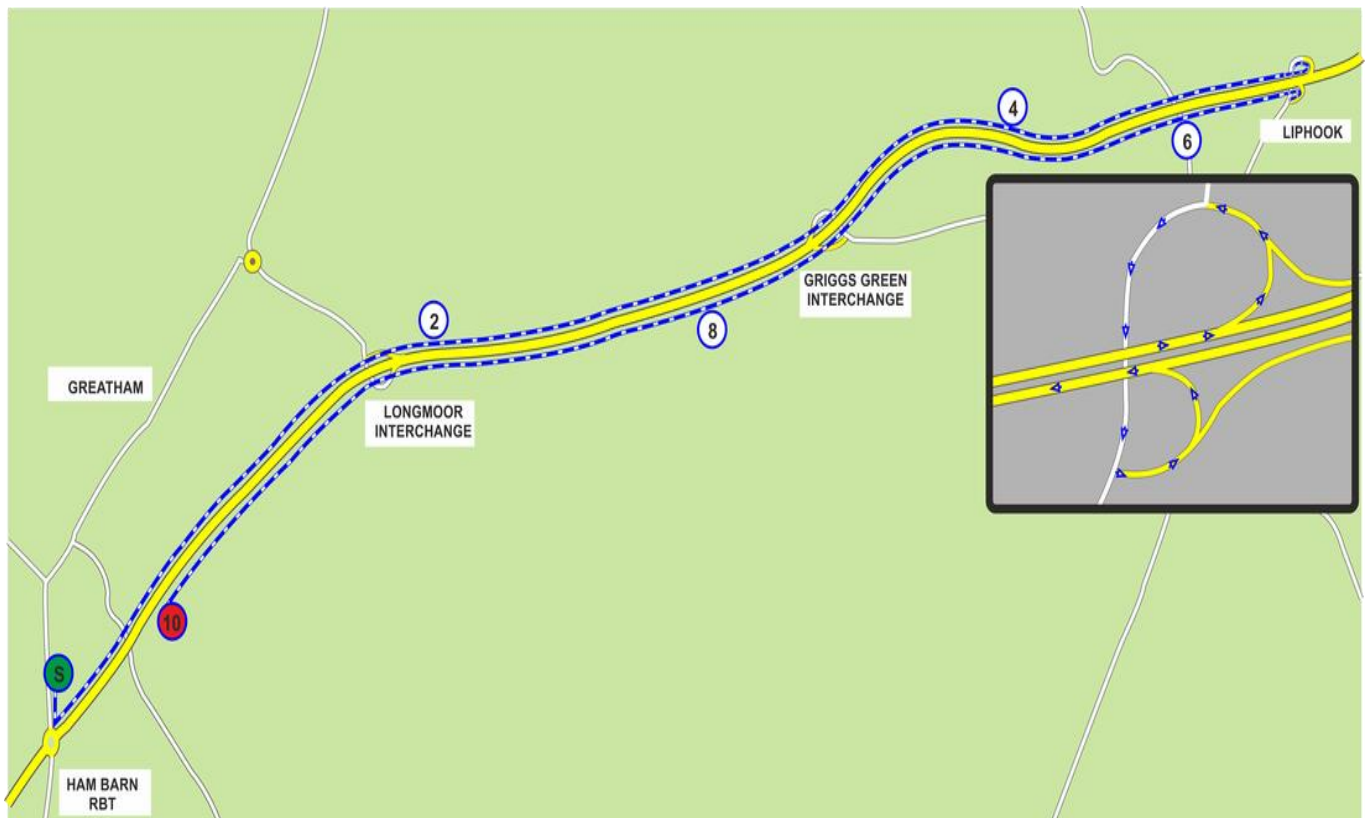 4
6
LIPHOOK
GRIGGS GREEN
INTERCHANGE
2
8
GREATHAM
LONGMOOR
INTERCHANGE
10
S
HAM BARN
RBT